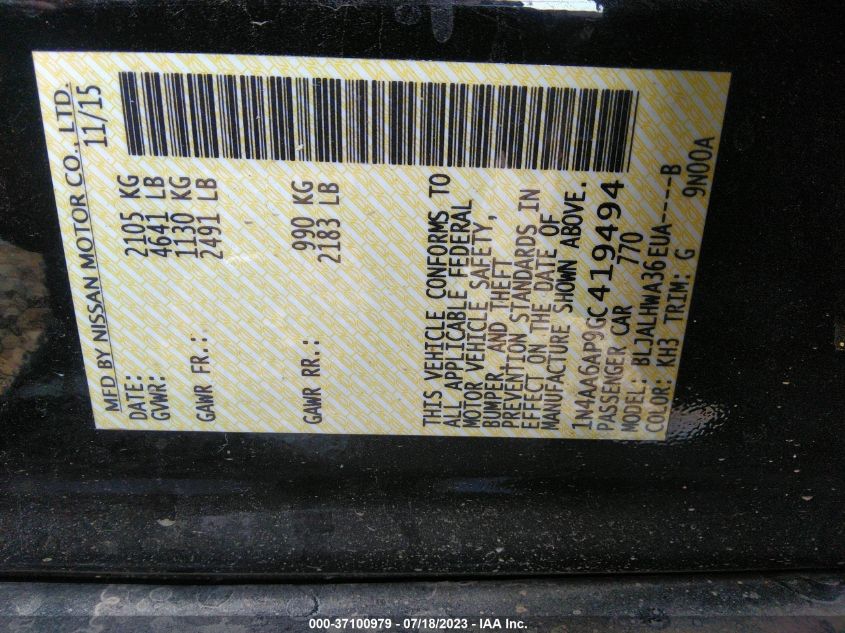 MFD BY NISSAN MOTOR CO., LTD.
DATE: 11/15
GVWR: 2105 KG
4641 LB
GAWR FR.: 1130 KG
2491 LB
GAWR RR.: 990 KG
2183 LB
THIS VEHICLE CONFORMS TO
ALL APPLICABLE FEDERAL
MOTOR VEHICLE SAFETY,
BUMPER, AND THEFT
PREVENTION STANDARDS IN
EFFECT ON THE DATE OF
MANUFACTURE SHOWN ABOVE.
1N4AA6AP9GC419494
PASSENGER CAR 770
MODEL: BLJALHWA36EUA-----B
COLOR: KH3 TRIM: G 9N00A
000-37100979 - 07/18/2023 - IAA Inc.